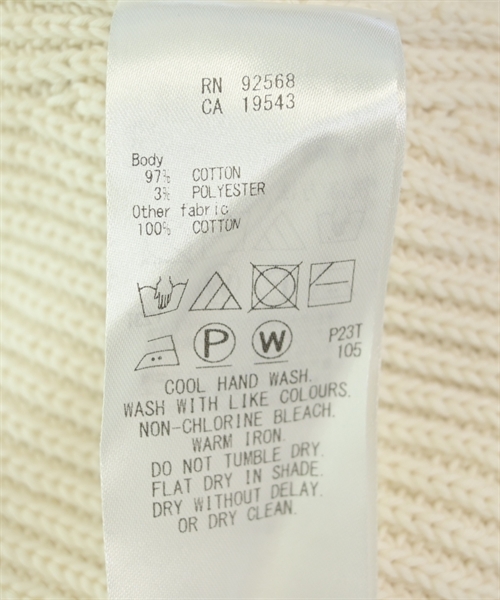 RN 92568
CA 19543
Body
97% COTTON
3% POLYESTER
Other fabric
100% COTTON
P W P23T
105
COOL HAND WASH.
WASH WITH LIKE COLOURS.
NON-CHLORINE BLEACH.
WARM IRON.
DO NOT TUMBLE DRY.
FLAT DRY IN SHADE.
DRY WITHOUT DELAY.
OR DRY CLEAN.